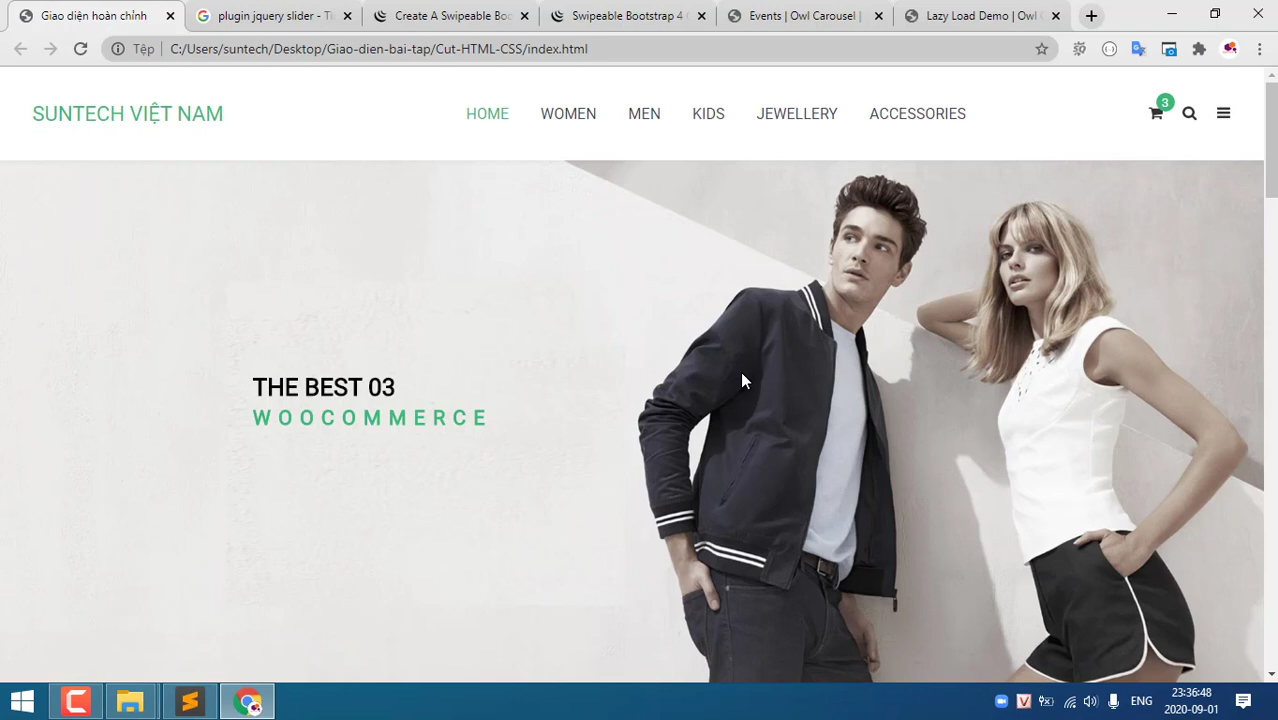 Giao diện hoàn chỉnh
plugin jquery slider - Ti
Create A Swipeable Boo
Swipeable Bootstrap 4 C
Events | Owl Carousel |
Lazy Load Demo | Owl C
Tệp
C:/Users/suntech/Desktop/Giao-dien-bai-tap/Cut-HTML-CSS/index.html
SUNTECH VIỆT NAM
HOME
WOMEN
MEN
KIDS
JEWELLERY
ACCESSORIES
3
THE BEST 03
WOOCOMMERCE
ENG
23:36:48
2020-09-01